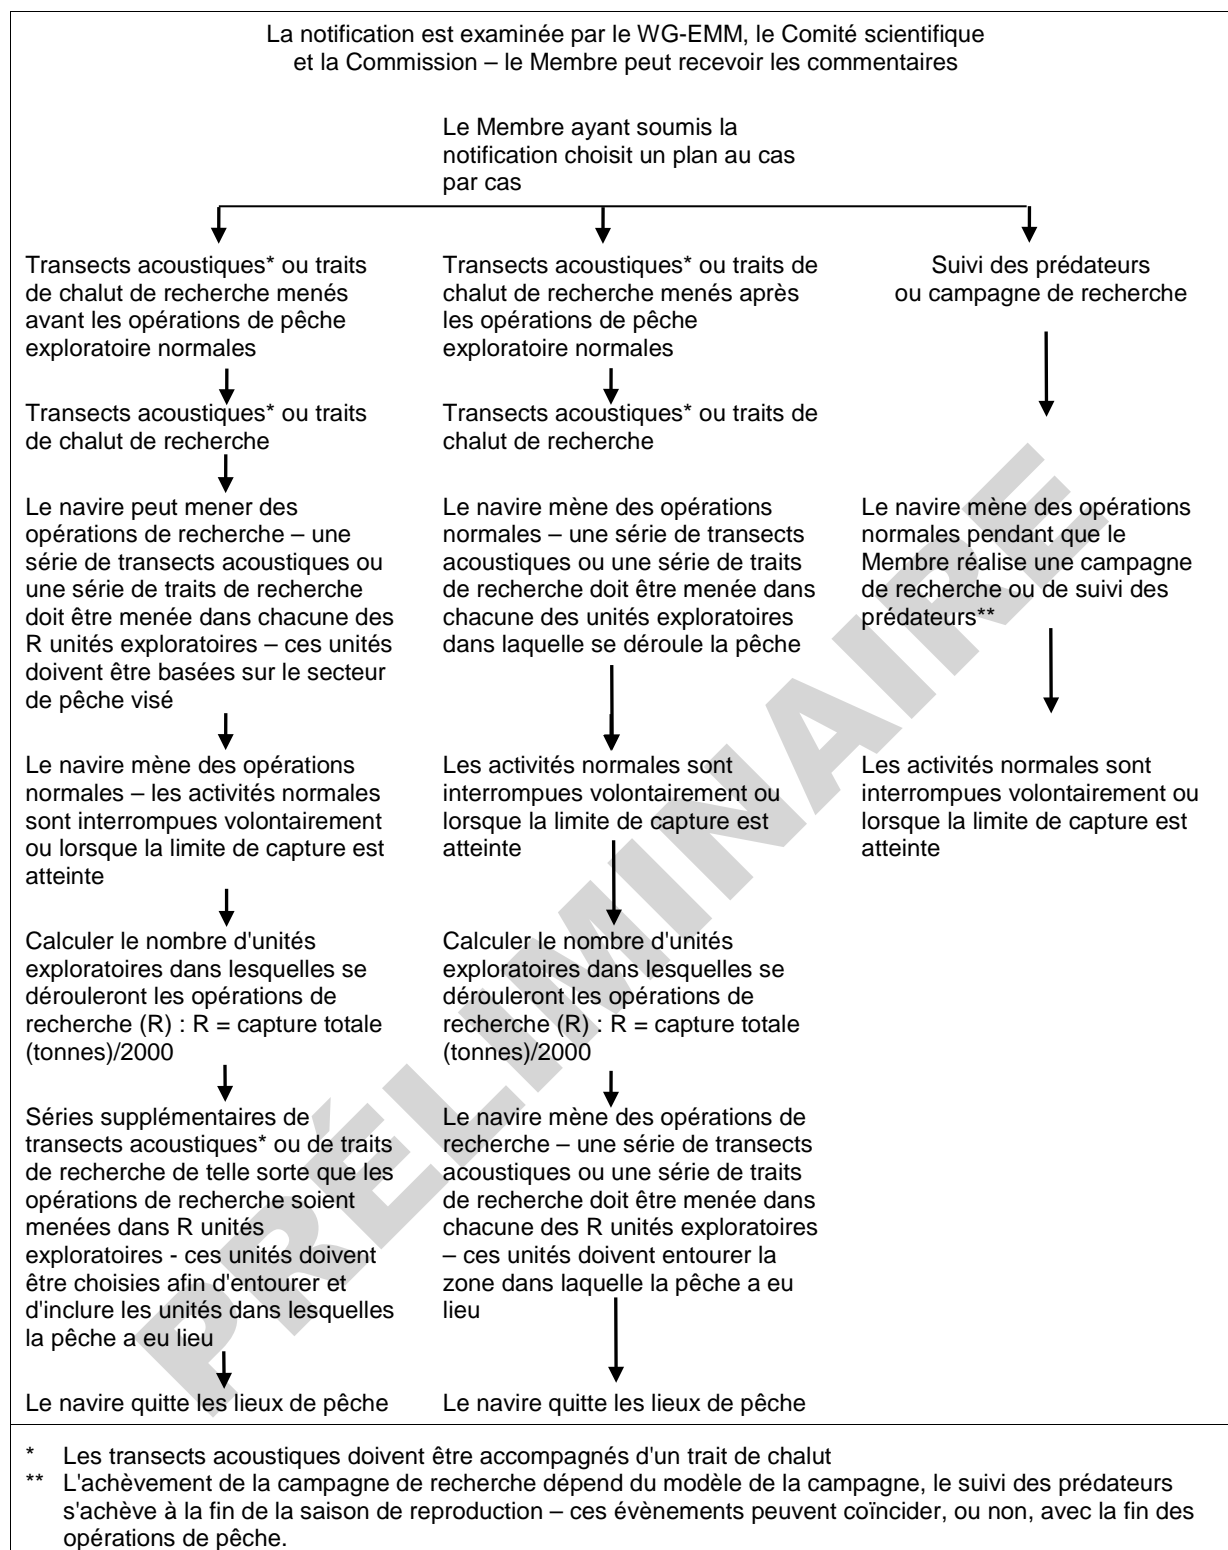 La notification est examinée par le WG-EMM, le Comité scientifique
et la Commission – le Membre peut recevoir les commentaires
Le Membre ayant soumis la
notification choisit un plan au cas
par cas
Transects acoustiques* ou traits
de chalut de recherche menés
avant les opérations de pêche
exploratoire normales
Transects acoustiques* ou traits
de chalut de recherche
Le navire peut mener des
opérations de recherche – une
série de transects acoustiques ou
une série de traits de recherche
doit être menée dans chacune des
R unités exploratoires – ces unités
doivent être basées sur le secteur
de pêche visé
Le navire mène des opérations
normales – les activités normales
sont interrompues volontairement
ou lorsque la limite de capture est
atteinte
Calculer le nombre d'unités
exploratoires dans lesquelles se
dérouleront les opérations de
recherche (R) : R = capture totale
(tonnes)/2000
Séries supplémentaires de
transects acoustiques* ou de traits
de recherche de telle sorte que les
opérations de recherche soient
menées dans R unités
exploratoires - ces unités doivent
être choisies afin d'entourer et
d'inclure les unités dans lesquelles
la pêche a eu lieu
Le navire quitte les lieux de pêche
Transects acoustiques* ou traits de
chalut de recherche menés après
les opérations de pêche
exploratoire normales
Transects acoustiques* ou traits de
chalut de recherche
Le navire mène des opérations
normales – une série de transects
acoustiques ou une série de traits
de recherche doit être menée dans
chacune des unités exploratoires
dans laquelle se déroule la pêche
Les activités normales sont
interrompues volontairement ou
lorsque la limite de capture est
atteinte
Calculer le nombre d'unités
exploratoires dans lesquelles se
dérouleront les opérations de
recherche (R) : R = capture totale
(tonnes)/2000
Le navire mène des opérations de
recherche – une série de transects
acoustiques ou une série de traits
de recherche doit être menée dans
chacune des R unités exploratoires
– ces unités doivent entourer la
zone dans laquelle la pêche a eu
lieu
Le navire quitte les lieux de pêche
Suivi des prédateurs
ou campagne de recherche
Le navire mène des opérations
normales pendant que le
Membre réalise une campagne
de recherche ou de suivi des
prédateurs**
Les activités normales sont
interrompues volontairement ou
lorsque la limite de capture est
atteinte
* Les transects acoustiques doivent être accompagnés d'un trait de chalut
** L'achèvement de la campagne de recherche dépend du modèle de la campagne, le suivi des prédateurs
s'achève à la fin de la saison de reproduction – ces évènements peuvent coïncider, ou non, avec la fin des
opérations de pêche.
PRÉLIMINAIRE